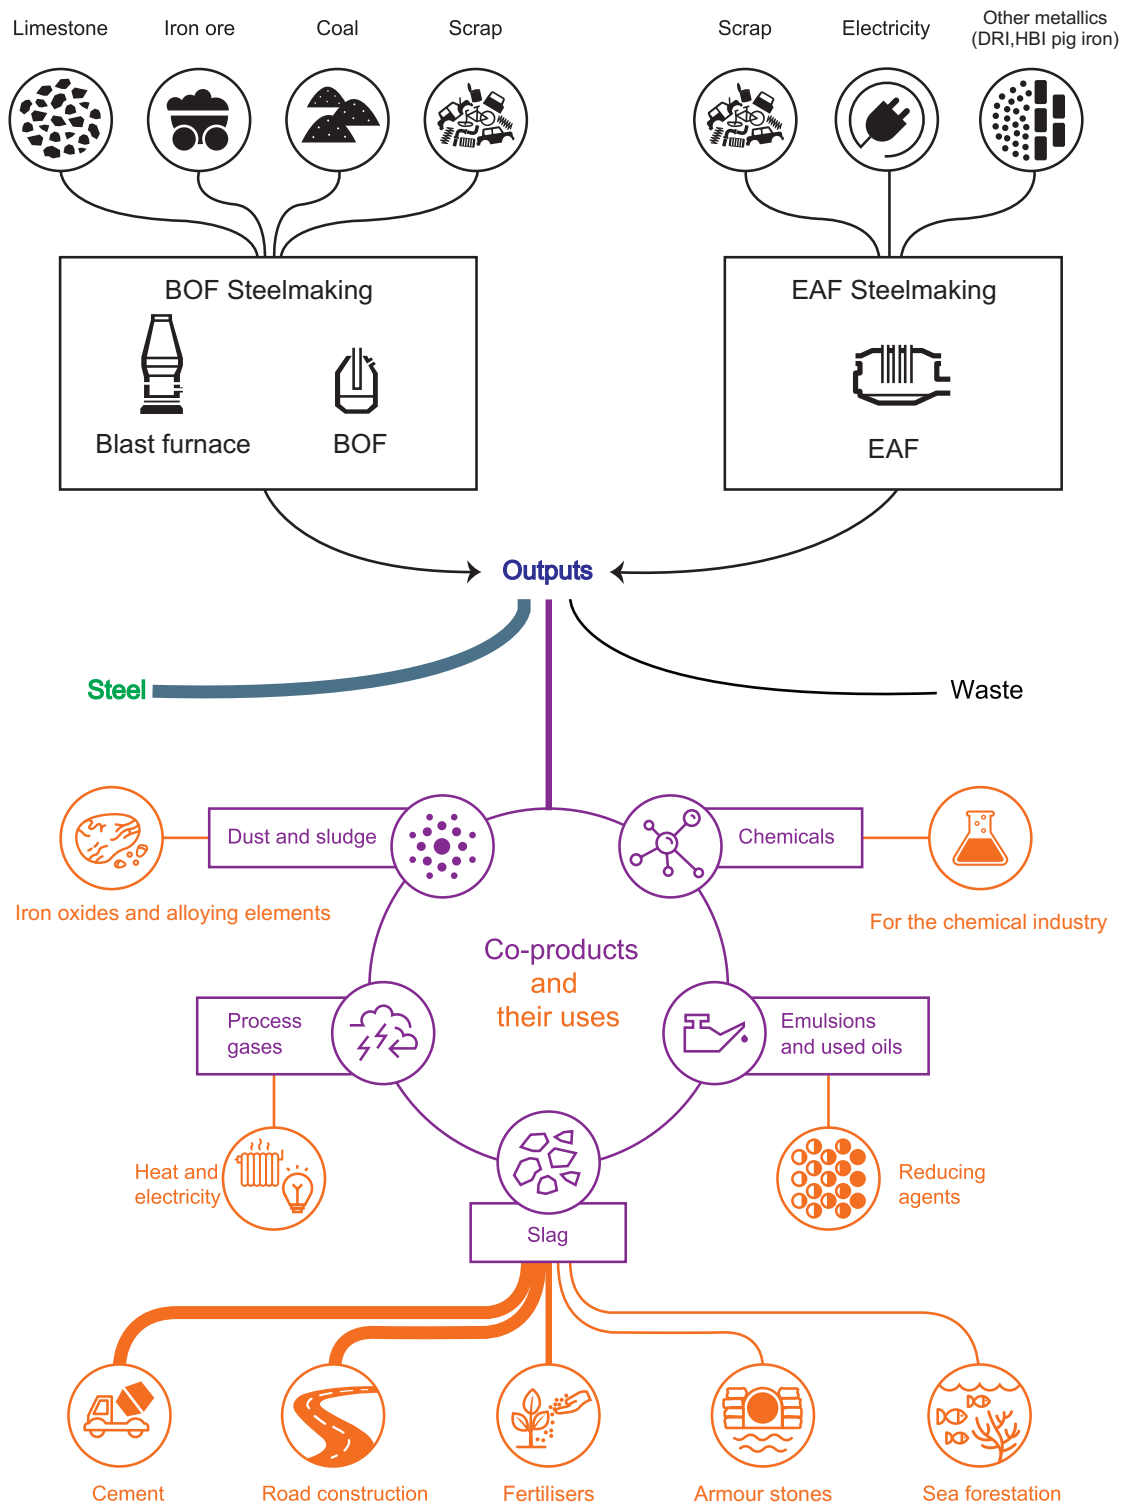 Limestone
Iron ore
Coal
Scrap
Scrap
Electricity
Other metallics
(DRI,HBI pig iron)
BOF Steelmaking
Blast furnace
BOF
EAF Steelmaking
EAF
Outputs
Steel
Waste
Dust and sludge
Chemicals
Iron oxides and alloying elements
For the chemical industry
Co-products
and
their uses
Process
gases
Emulsions
and used oils
Heat and
electricity
Reducing
agents
Slag
Cement
Road construction
Fertilisers
Armour stones
Sea forestation